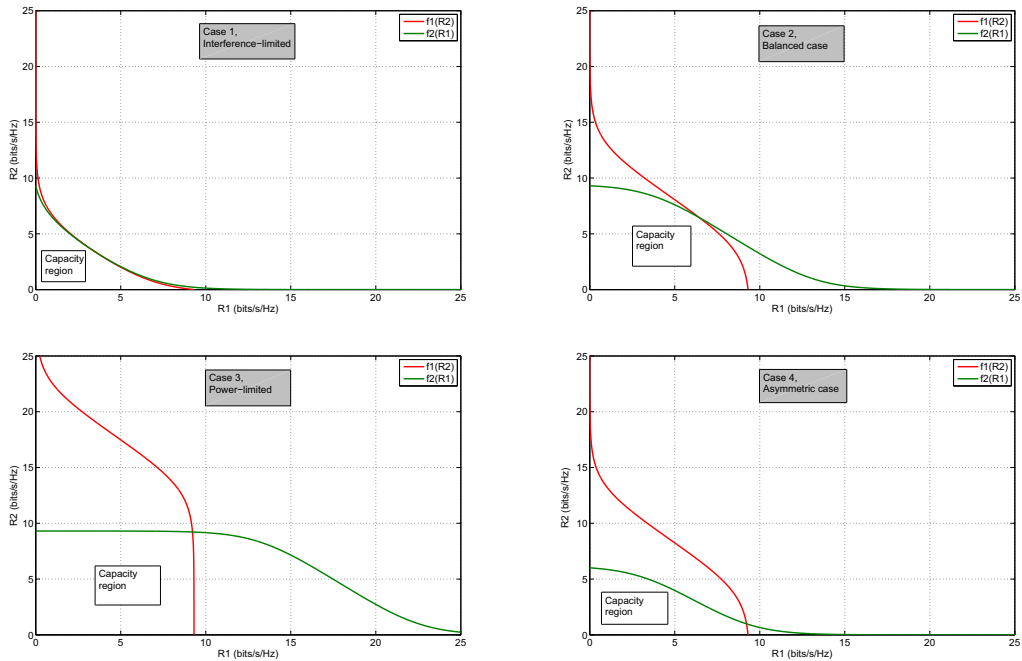 25
20
15
10
5
0
R2 (bits/s/Hz)
Case 1,
Interference−limited
f1(R2)
f2(R1)
Capacity
region
0 5 10 15 20 25
R1 (bits/s/Hz)
25
20
15
10
5
0
R2 (bits/s/Hz)
Case 2,
Balanced case
f1(R2)
f2(R1)
Capacity
region
0 5 10 15 20 25
R1 (bits/s/Hz)
25
20
15
10
5
0
R2 (bits/s/Hz)
Case 3,
Power−limited
f1(R2)
f2(R1)
Capacity
region
0 5 10 15 20 25
R1 (bits/s/Hz)
25
20
15
10
5
0
R2 (bits/s/Hz)
Case 4,
Asymmetric case
f1(R2)
f2(R1)
Capacity
region
0 5 10 15 20 25
R1 (bits/s/Hz)